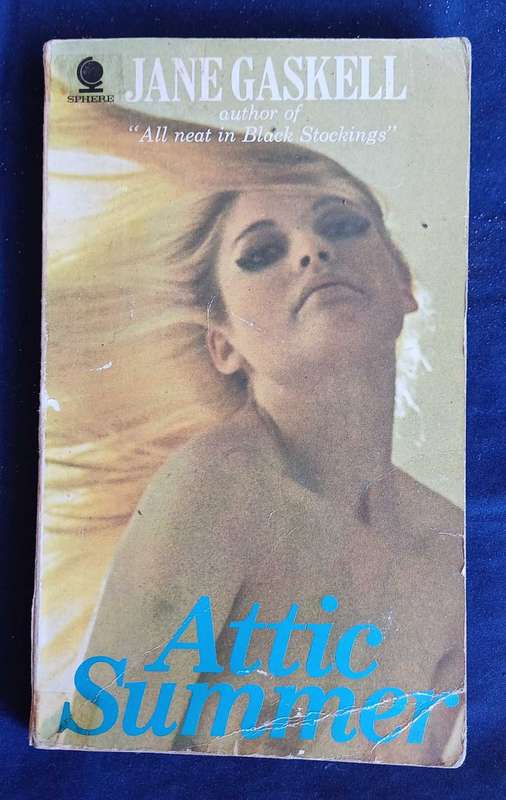 SPHERE
JANE GASKELL
author of
"All neat in Black Stockings"
Attic
Summer